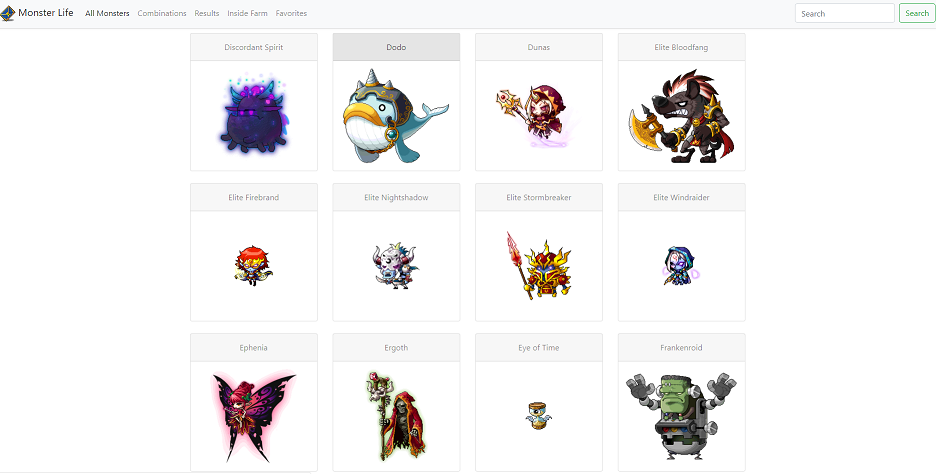 Monster Life All Monsters Combinations Results Inside Farm Favorites Search Search
Discordant Spirit Dodo Dunas Elite Bloodfang
Elite Firebrand Elite Nightshadow Elite Stormbreaker Elite Windraider
Ephenia Ergoth Eye of Time Frankenroid